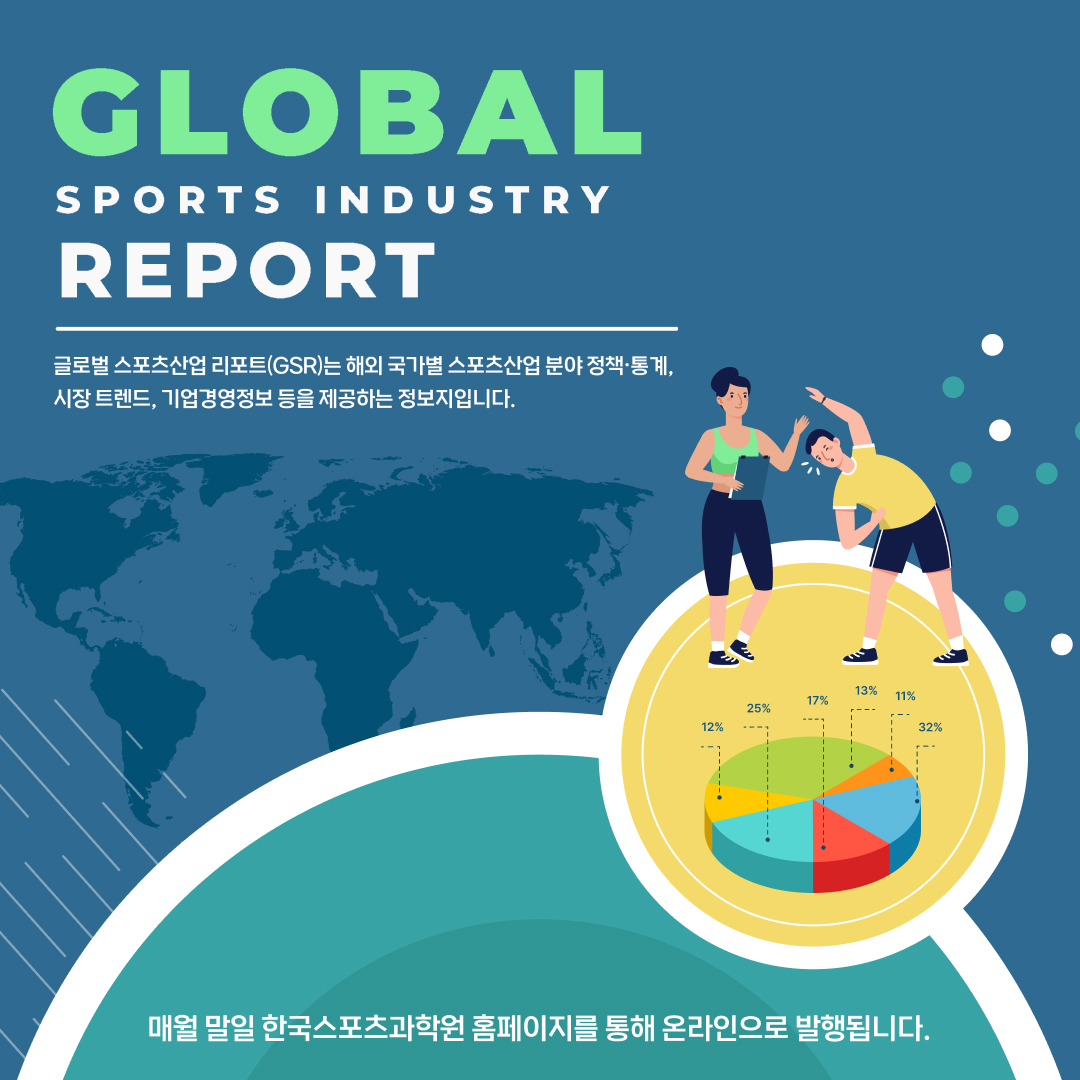 GLOBAL
SPORTS INDUSTRY
REPORT
글로벌 스포츠산업 리포트(GSR)는 해외 국가별 스포츠산업 분야 정책·통계,
시장 트렌드, 기업경영정보 등을 제공하는 정보지입니다.
12%
25%
17%
13%
11%
32%
매월 말일 한국스포츠과학원 홈페이지를 통해 온라인으로 발행됩니다.